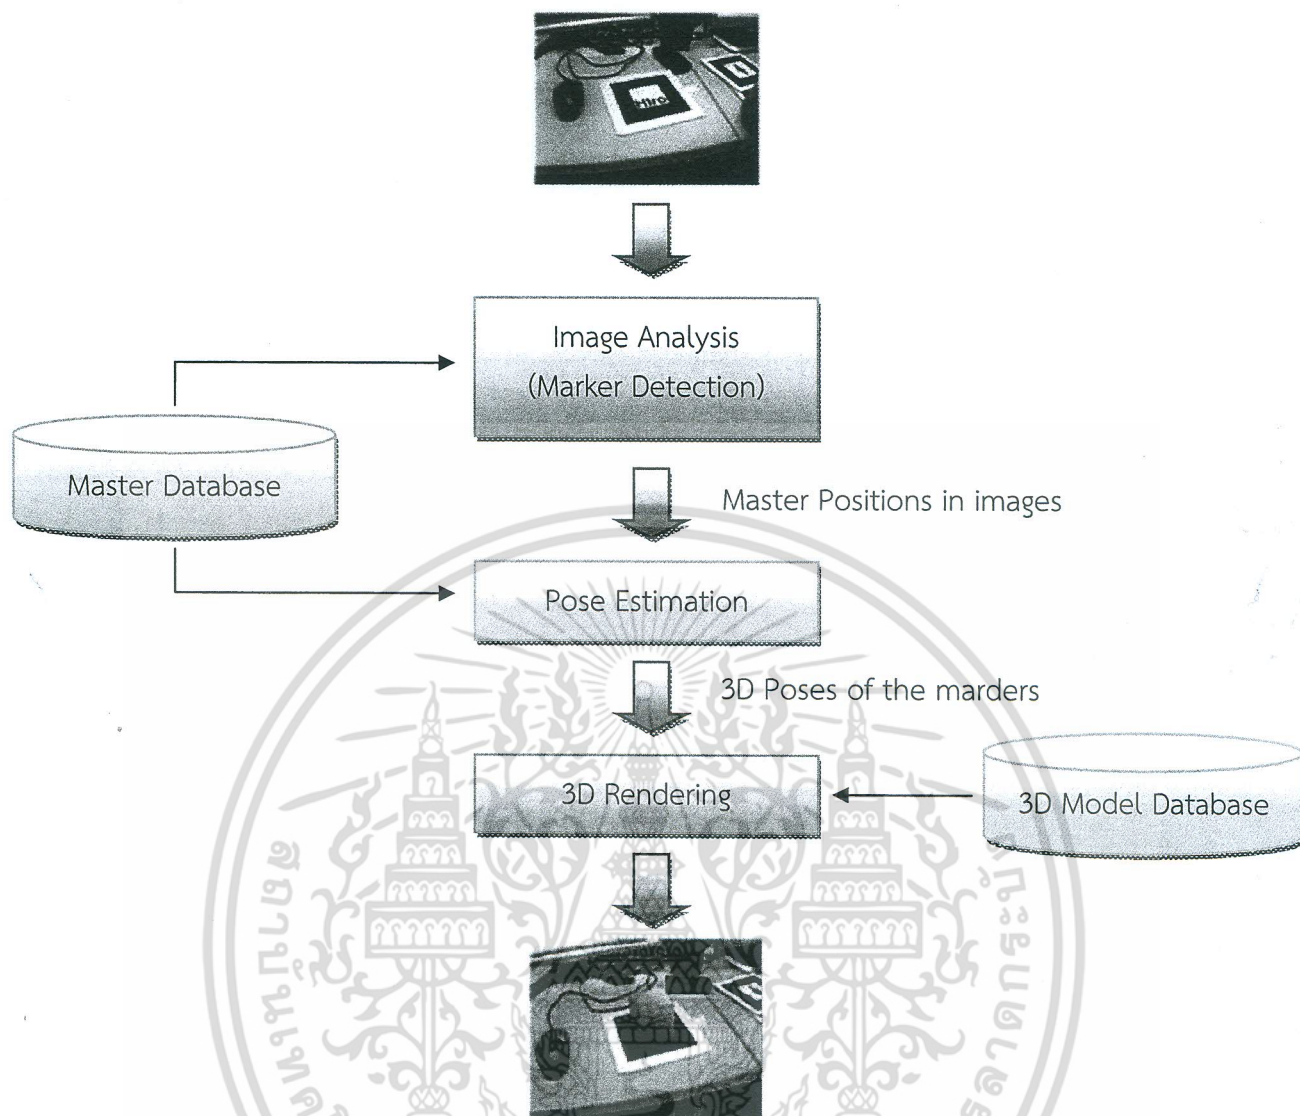 Hiro
Image Analysis
(Marker Detection)
Master Database
Master Positions in images
Pose Estimation
3D Poses of the marders
3D Rendering
3D Model Database